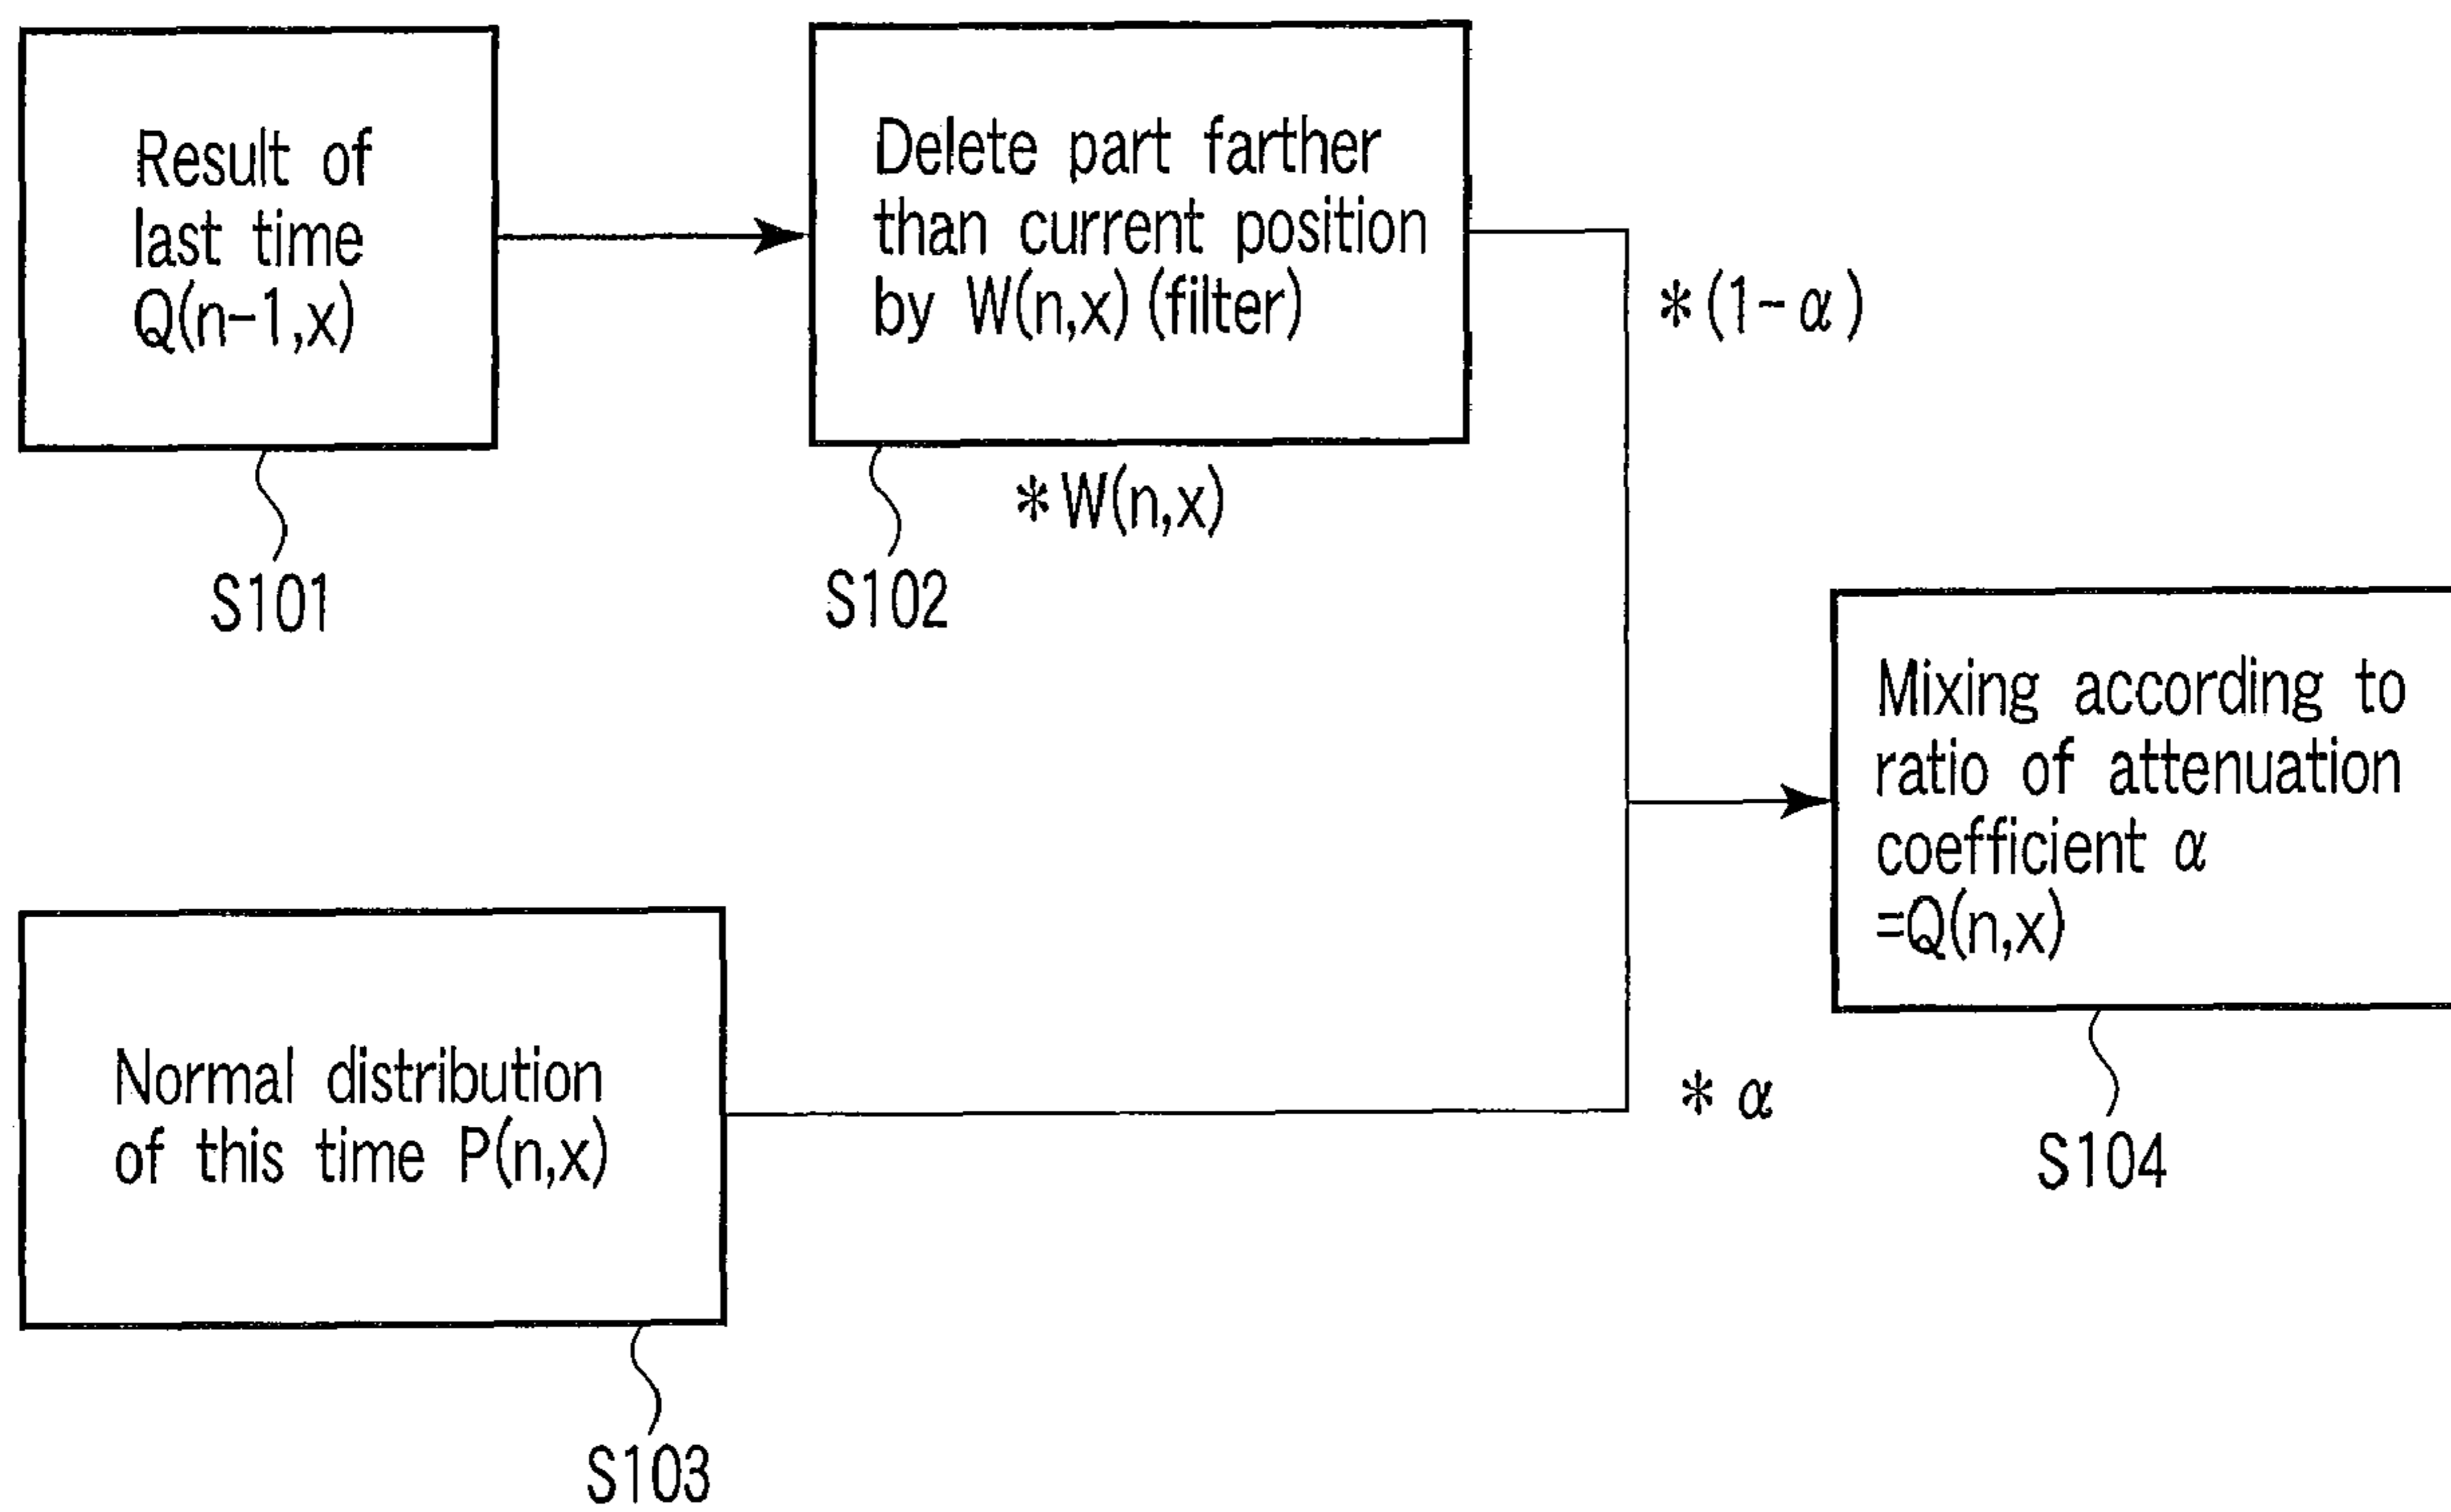 Result of
last time
Q(n-1,x)
S101
Delete part farther
than current position
by W(n,x) (filter)
*W(n,x)
S102
*(1-α)
Normal distribution
of this time P(n,x)
S103
*α
Mixing according to
ratio of attenuation
coefficient α
=Q(n,x)
S104